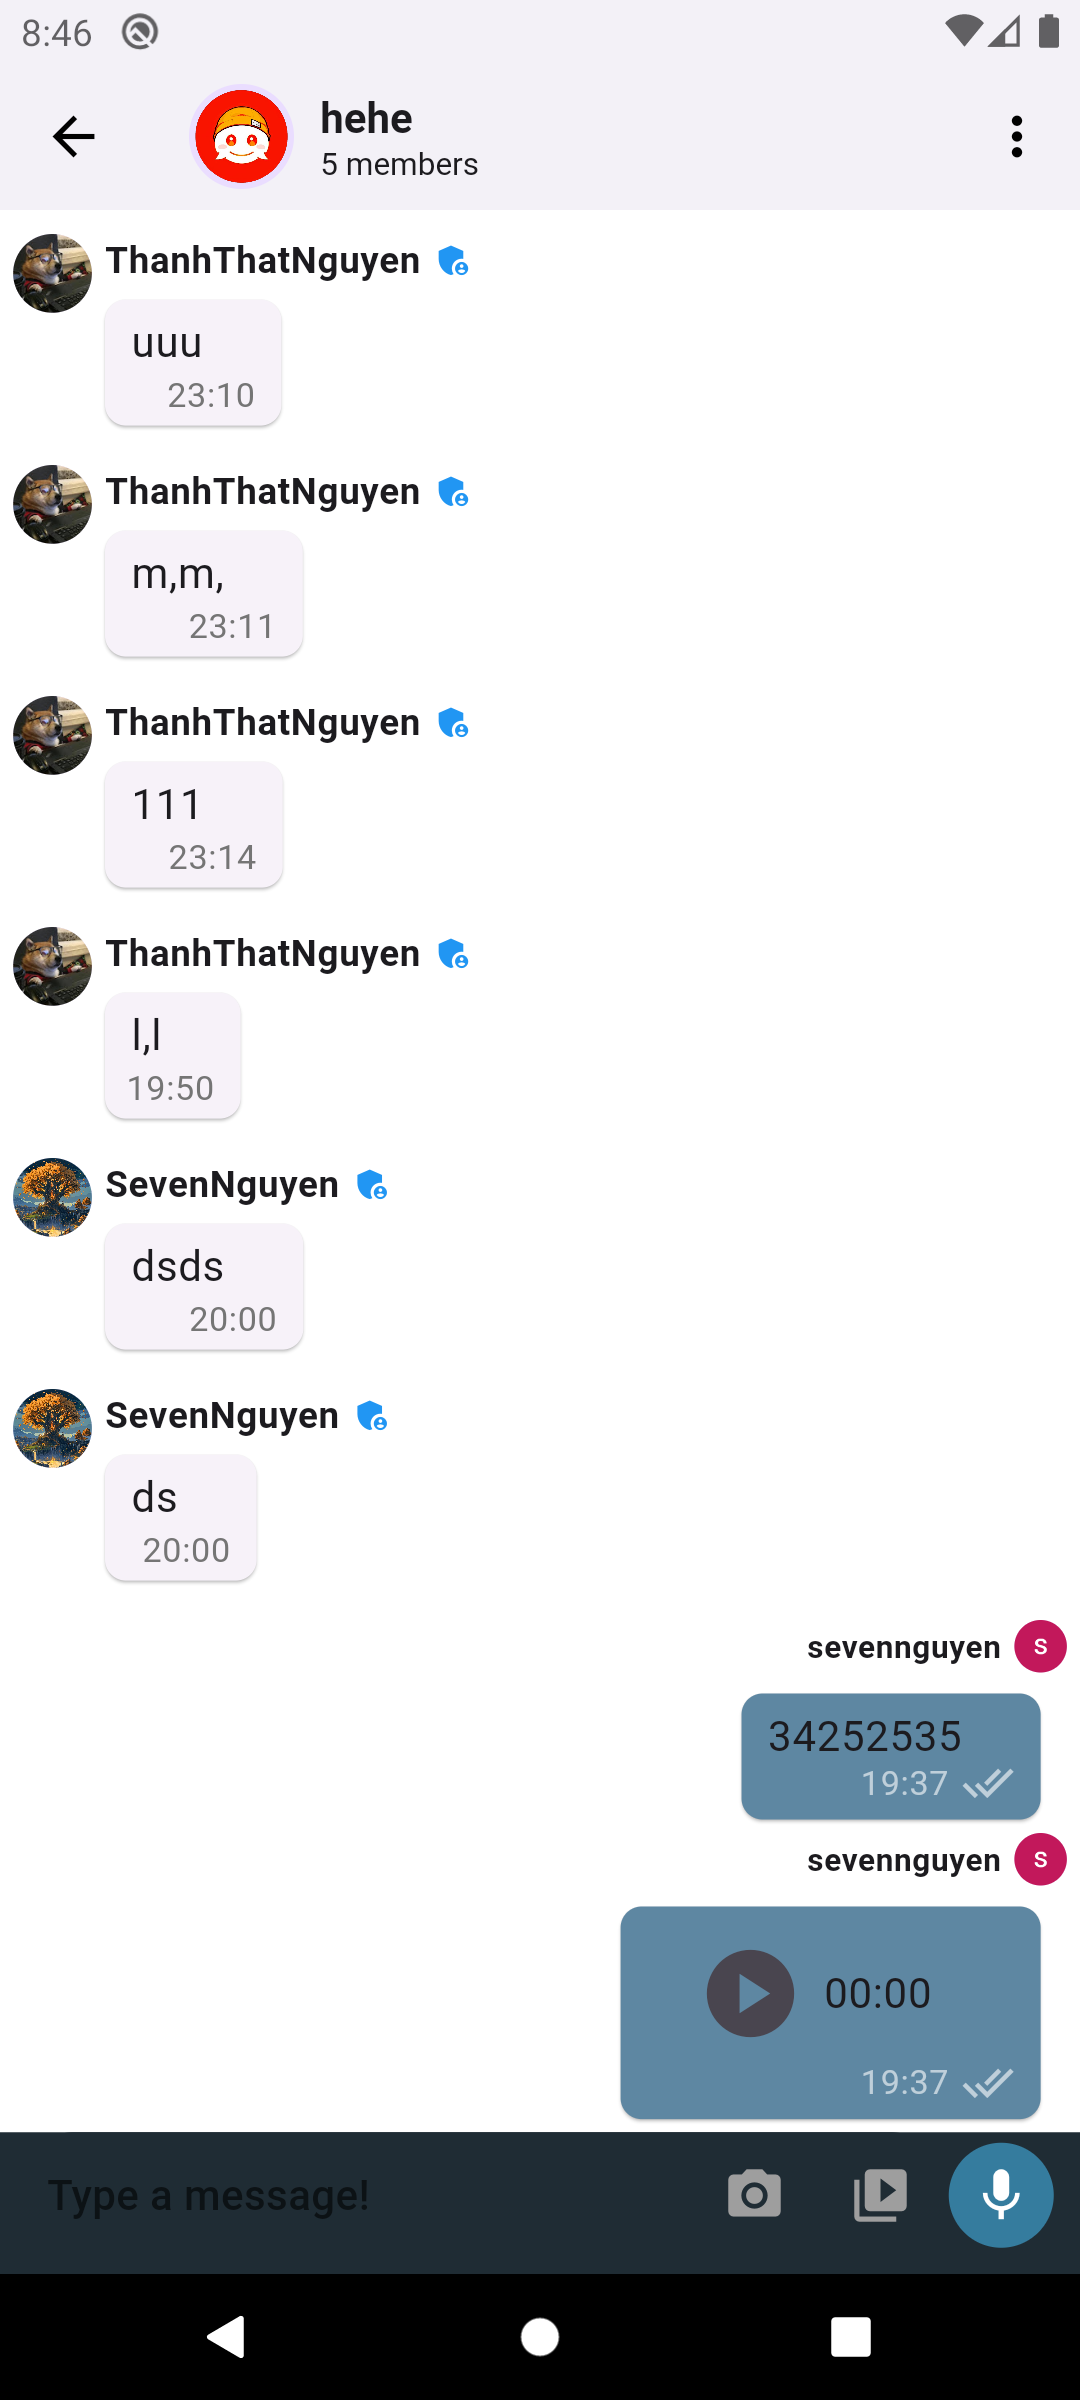 8:46
hehe
5 members
ThanhThatNguyen
uuu
23:10
ThanhThatNguyen
m,m,
23:11
ThanhThatNguyen
111
23:14
ThanhThatNguyen
l,l
19:50
SevenNguyen
dsds
20:00
SevenNguyen
ds
20:00
sevennguyen S
34252535
19:37
sevennguyen S
00:00
19:37
Type a message!